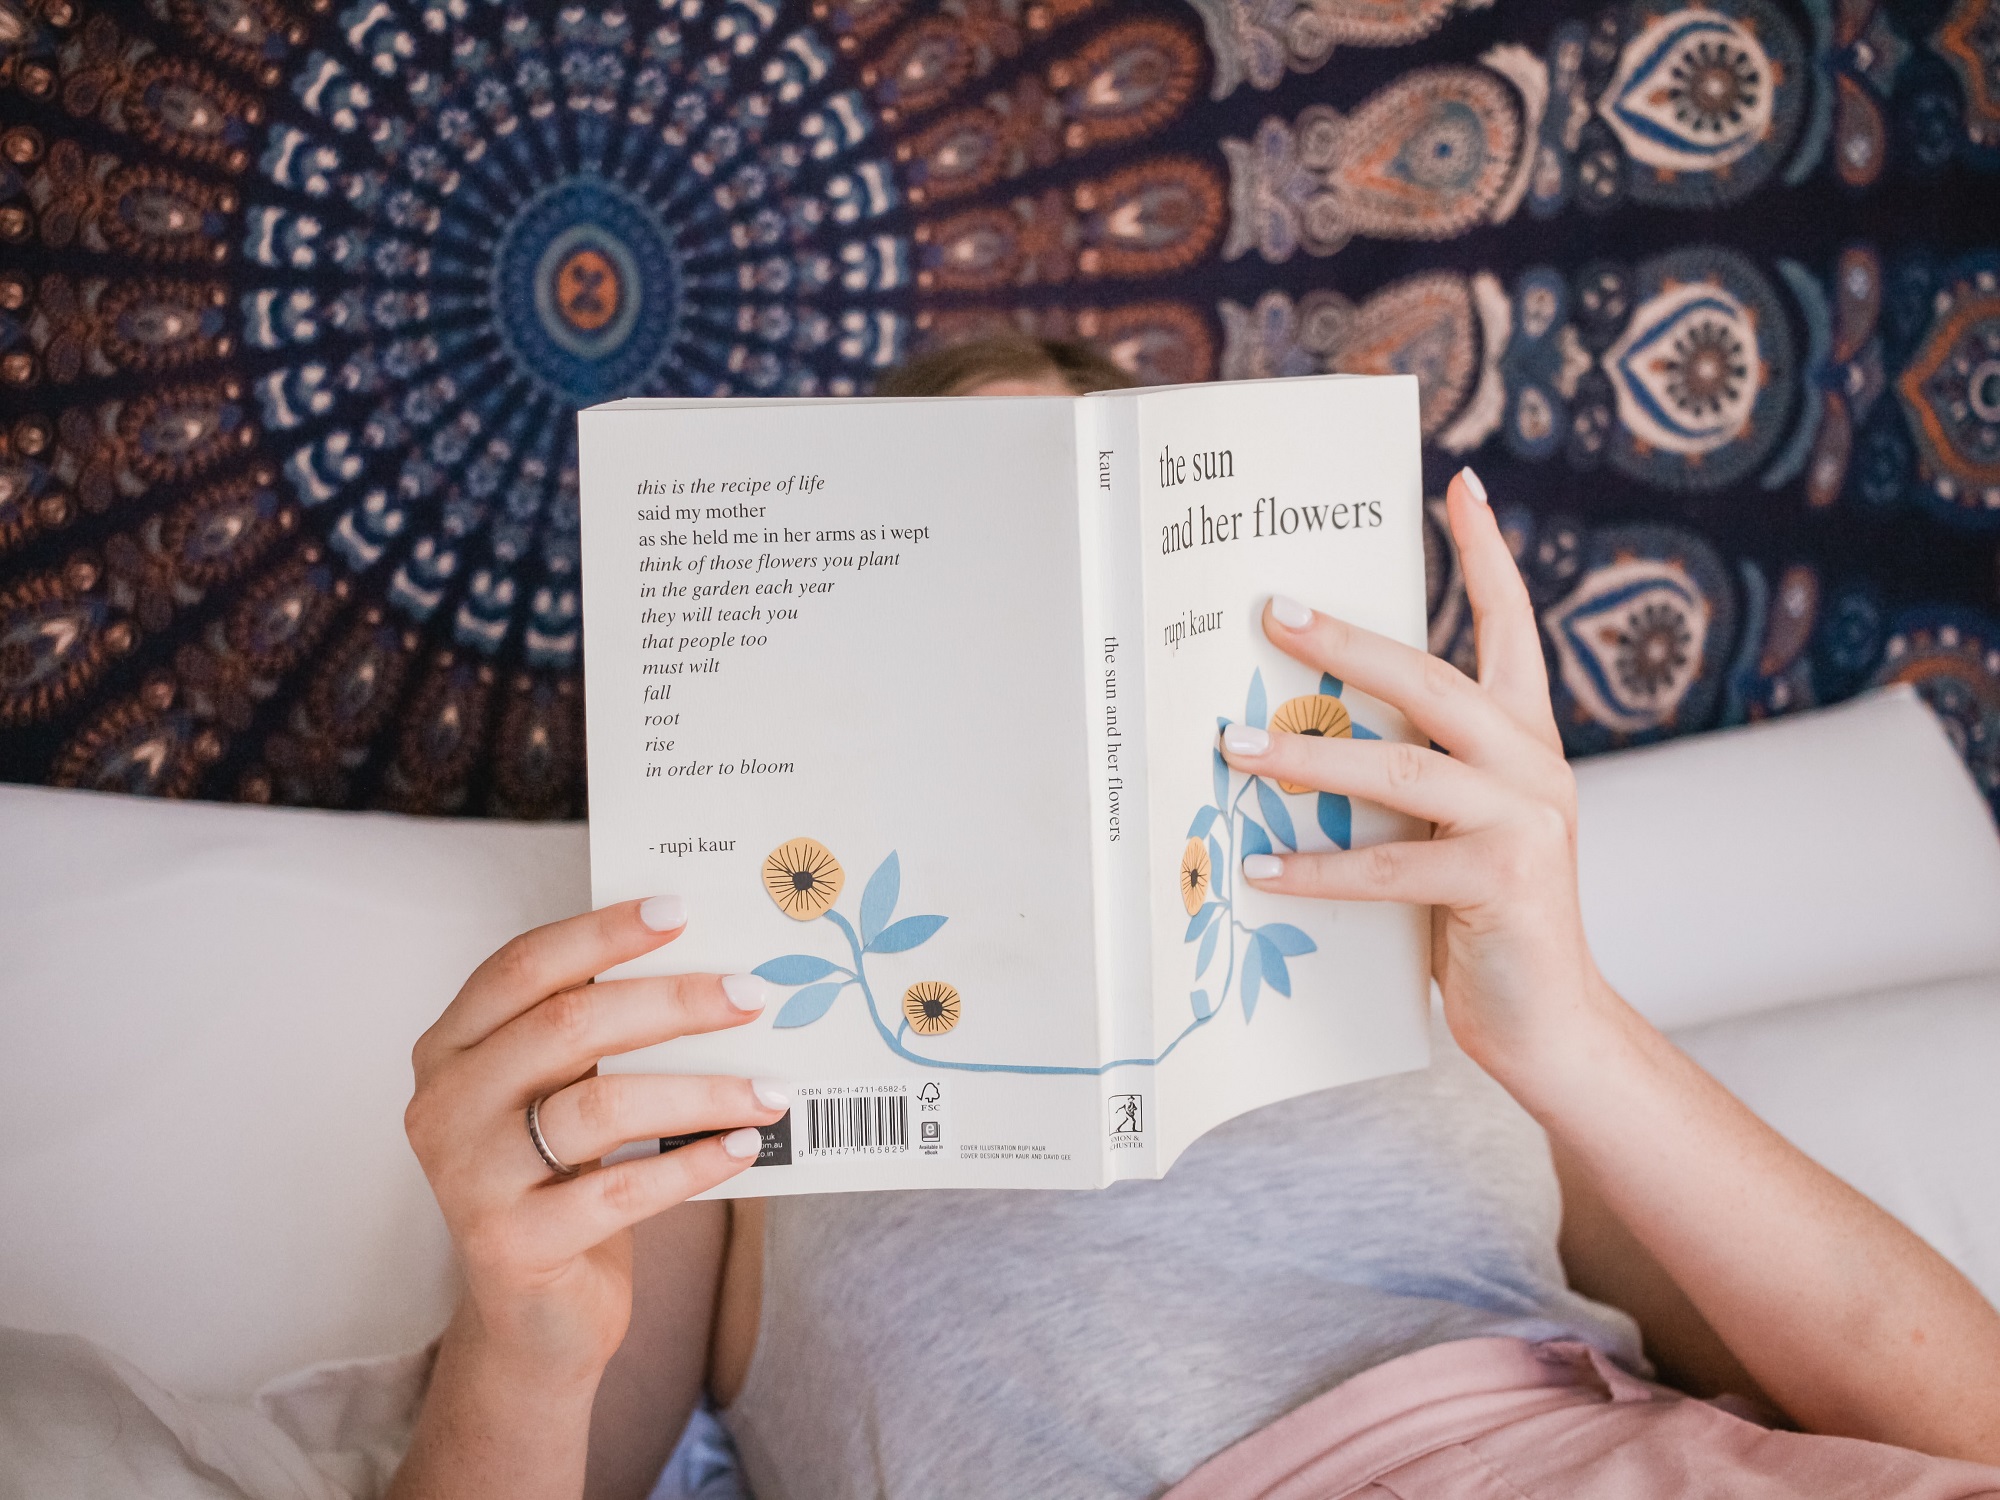 this is the recipe of life
said my mother
as she held me in her arms as i wept
think of those flowers you plant
in the garden each year
they will teach you
that people too
must wilt
fall
root
rise
in order to bloom
- rupi kaur
ISBN 978-1-4711-6582-5
9 781471 165825
FSC
e
Available in
eBook
COVER ILLUSTRATION RUPI KAUR
COVER DESIGN RUPI KAUR AND DAVID GEE
kaur
the sun and her flowers
the sun
and her flowers
rupi kaur